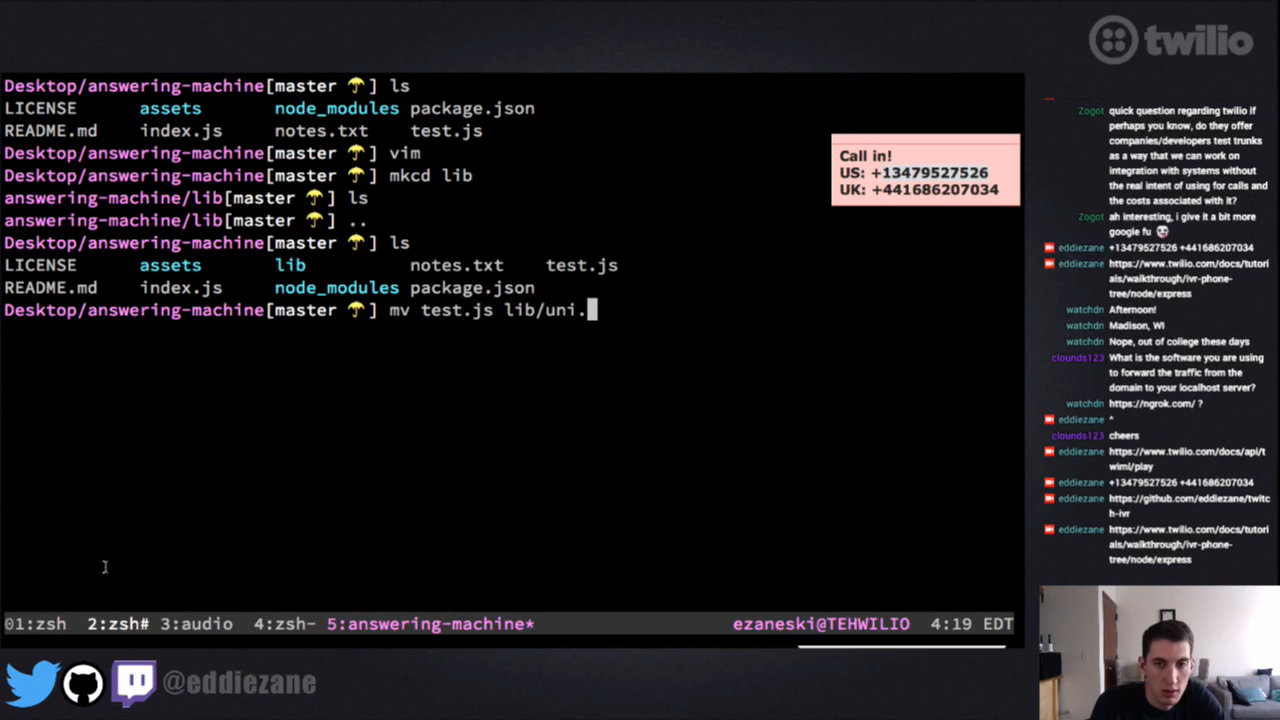 twilio
Desktop/answering-machine[master ☂] ls
LICENSE assets node_modules package.json
README.md index.js notes.txt test.js
Desktop/answering-machine[master ☂] vim
Desktop/answering-machine[master ☂] mkcd lib
answering-machine/lib[master ☂] ls
answering-machine/lib[master ☂] ..
Desktop/answering-machine[master ☂] ls
LICENSE assets lib notes.txt test.js
README.md index.js node_modules package.json
Desktop/answering-machine[master ☂] mv test.js lib/uni.
Call in!
US: +13479527526
UK: +441686207034
Zogot quick question regarding twilio if
perhaps you know, do they offer
companies/developers test trunks
as a way that we can work on
integration with systems without
the real intent of using for calls and
the costs associated with it?
Zogot ah interesting, i give it a bit more
google fu
eddiezane +13479527526 +441686207034
eddiezane https://www.twilio.com/docs/tutori
als/walkthrough/ivr-phone-
tree/node/express
watchdn Afternoon!
watchdn Madison, WI
watchdn Nope, out of college these days
clounds123 What is the software you are using
to forward the traffic from the
domain to your localhost server?
watchdn https://ngrok.com/ ?
eddiezane ^
clounds123 cheers
eddiezane https://www.twilio.com/docs/api/t
wiml/play
eddiezane +13479527526 +441686207034
eddiezane https://github.com/eddiezane/twitc
h-ivr
eddiezane https://www.twilio.com/docs/tutori
als/walkthrough/ivr-phone-
tree/node/express
01:zsh 2:zsh# 3:audio 4:zsh- 5:answering-machine* ezaneski@TEHWILIO 4:19 EDT
@eddiezane